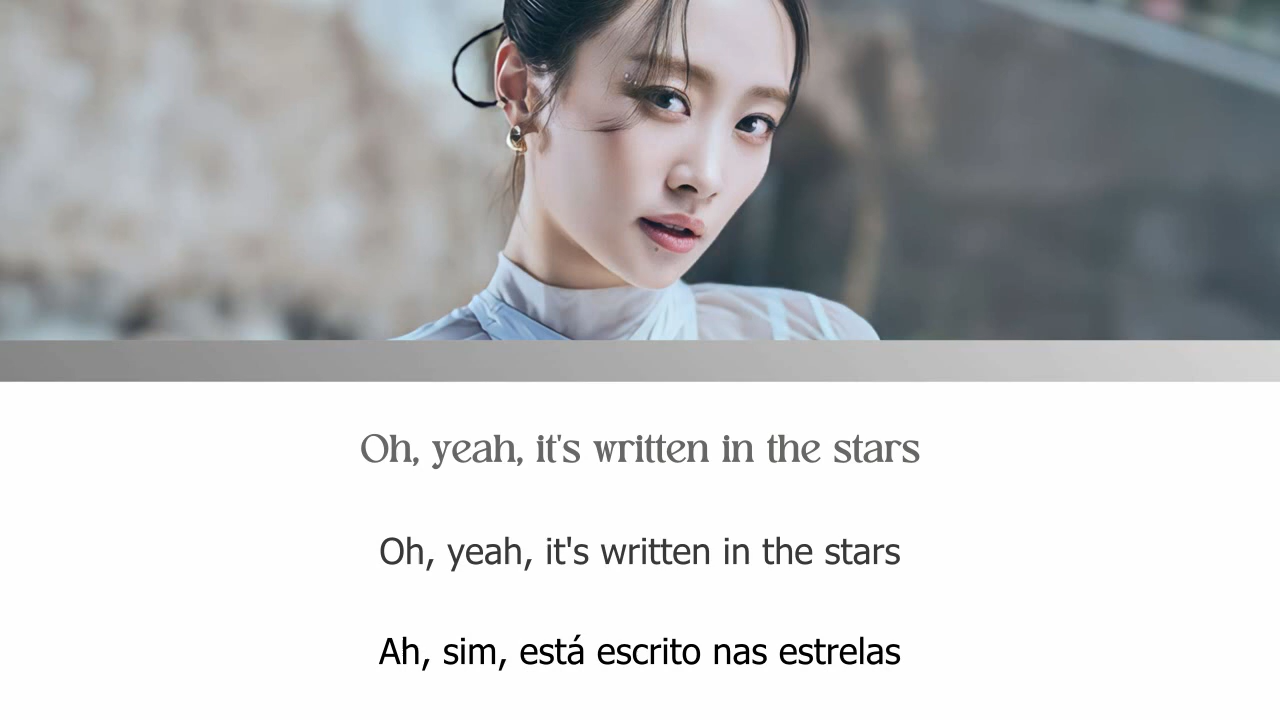 Oh, yeah, it's written in the stars
Oh, yeah, it's written in the stars
Ah, sim, está escrito nas estrelas